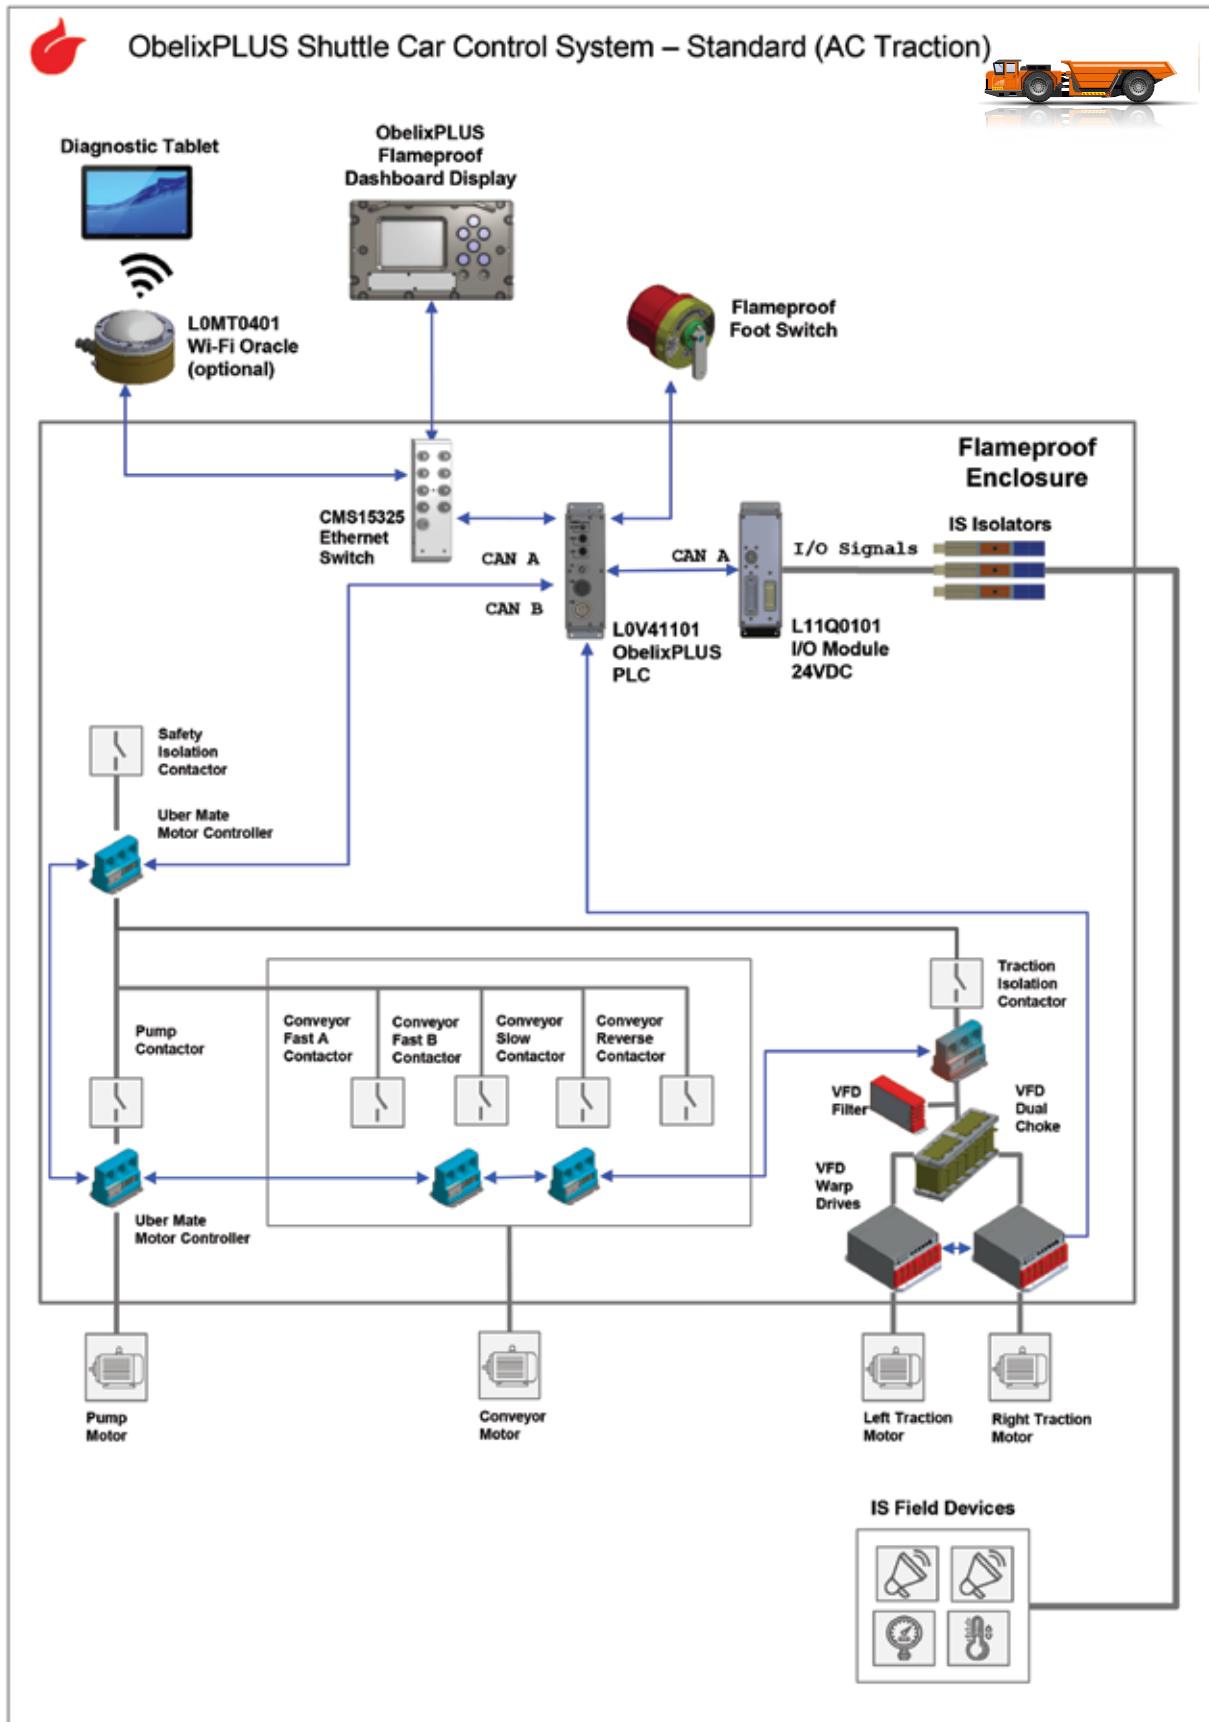 ObelixPLUS Shuttle Car Control System – Standard (AC Traction)
Diagnostic Tablet
ObelixPLUS
Flameproof
Dashboard Display
L0MT0401
Wi-Fi Oracle
(optional)
Flameproof
Foot Switch
Flameproof
Enclosure
CMS15325
Ethernet
Switch
CAN A
CAN B
CAN A
I/O Signals
IS Isolators
L0V41101
ObelixPLUS
PLC
L11Q0101
I/O Module
24VDC
Safety
Isolation
Contactor
Uber Mate
Motor Controller
Traction
Isolation
Contactor
Pump
Contactor
Conveyor
Fast A
Contactor
Conveyor
Fast B
Contactor
Conveyor
Slow
Contactor
Conveyor
Reverse
Contactor
VFD
Filter
VFD
Dual
Choke
VFD
Warp
Drives
Uber Mate
Motor Controller
Pump
Motor
Conveyor
Motor
Left Traction
Motor
Right Traction
Motor
IS Field Devices